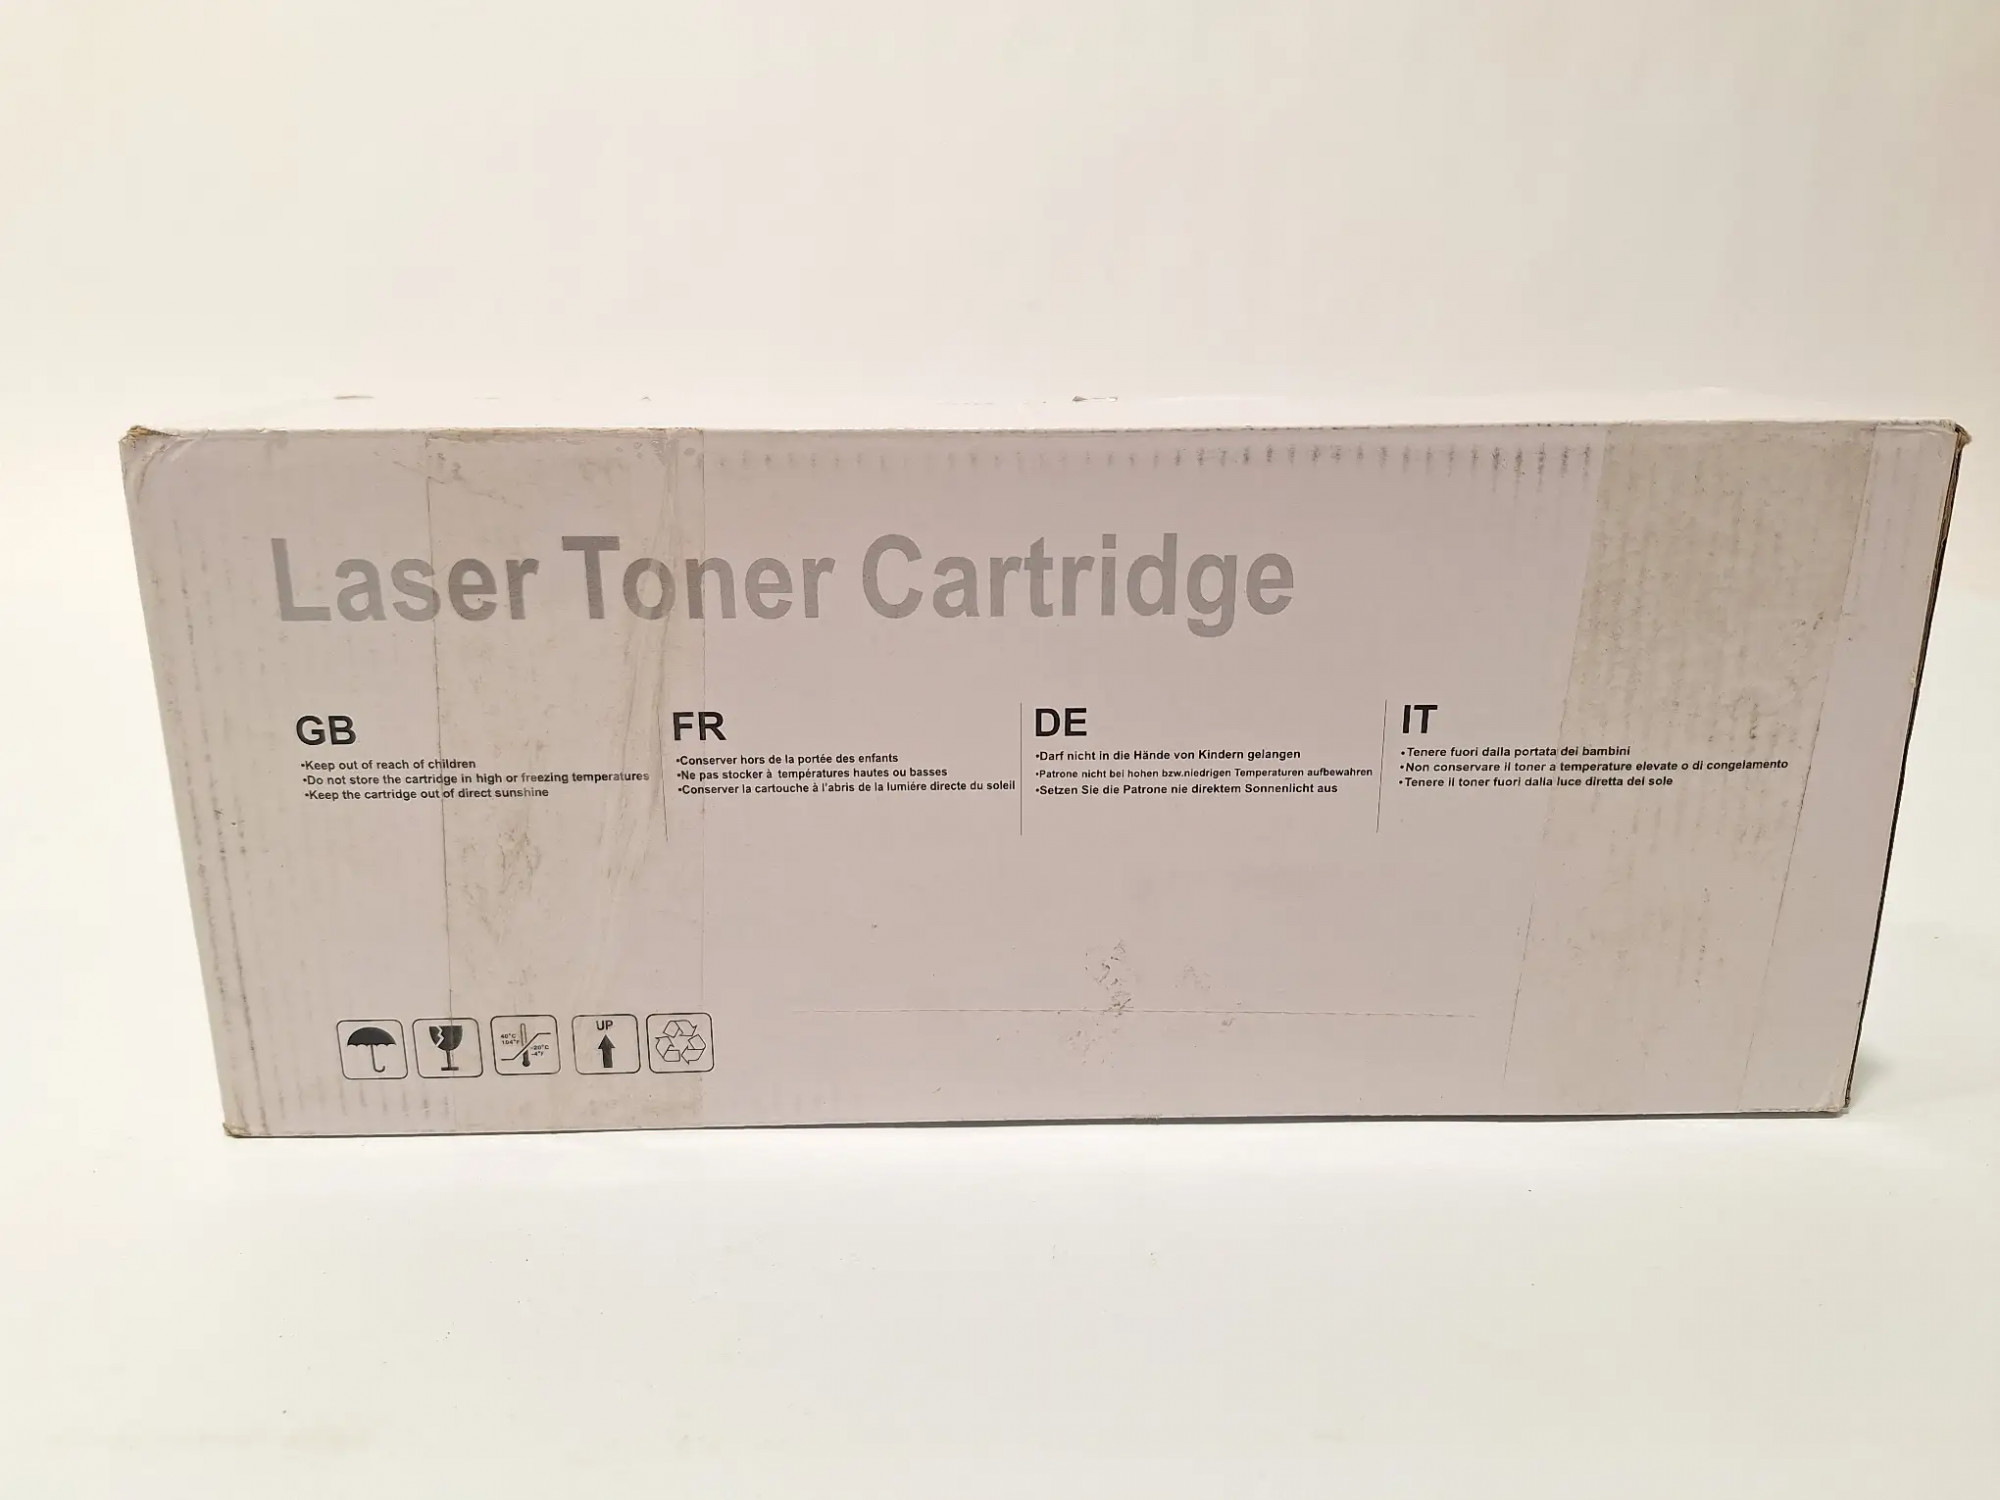 Laser Toner Cartridge
GB
•Keep out of reach of children
•Do not store the cartridge in high or freezing temperatures
•Keep the cartridge out of direct sunshine
FR
•Conserver hors de la portée des enfants
•Ne pas stocker à températures hautes ou basses
•Conserver la cartouche à l'abris de la lumiére directe du soleil
DE
•Darf nicht in die Hände von Kindern gelangen
•Patrone nicht bei hohen bzw.niedrigen Temperaturen aufbewahren
•Setzen Sie die Patrone nie direktem Sonnenlicht aus
IT
•Tenere fuori dalla portata dei bambini
•Non conservare il toner a temperature elevate o di congelamento
•Tenere il toner fuori dalla luce diretta del sole
40°C
104°F
-20°C
-4°F
UP